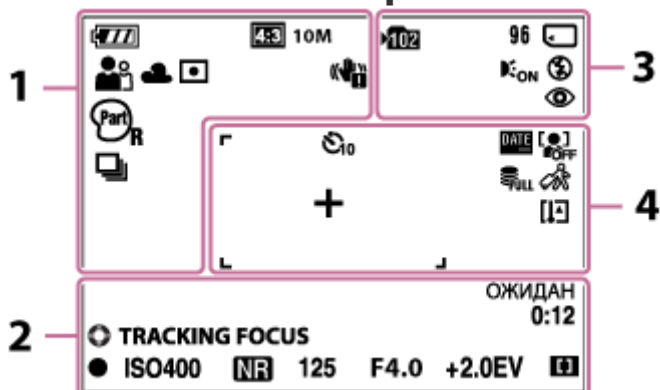 4:3 10M
102 96
ON
1 3
Part R
10 DATE OFF
FULL
4
ОЖИДАН
0:12
2
TRACKING FOCUS
ISO400 NR 125 F4.0 +2.0EV